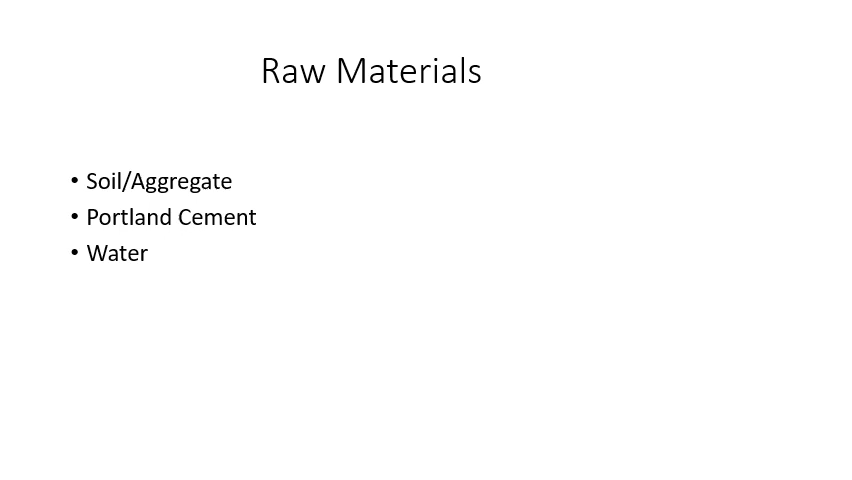 Raw Materials
• Soil/Aggregate
• Portland Cement
• Water